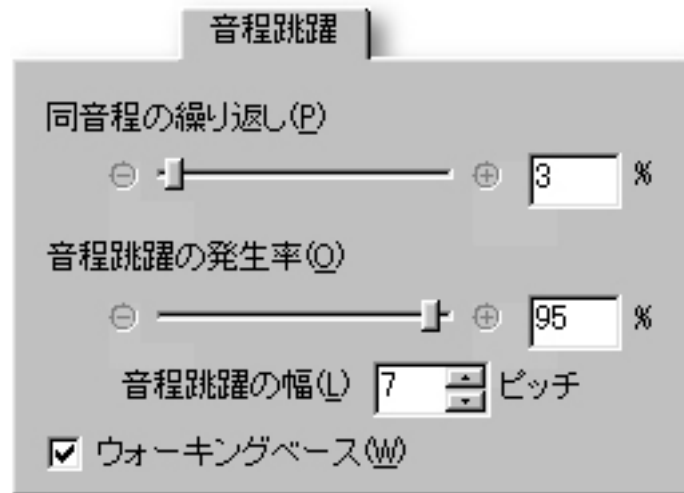 音程跳躍
同音程の繰り返し(P)
3 %
音程跳躍の発生率(O)
95 %
音程跳躍の幅(L) 7 ピッチ
ウォーキングベース(W)